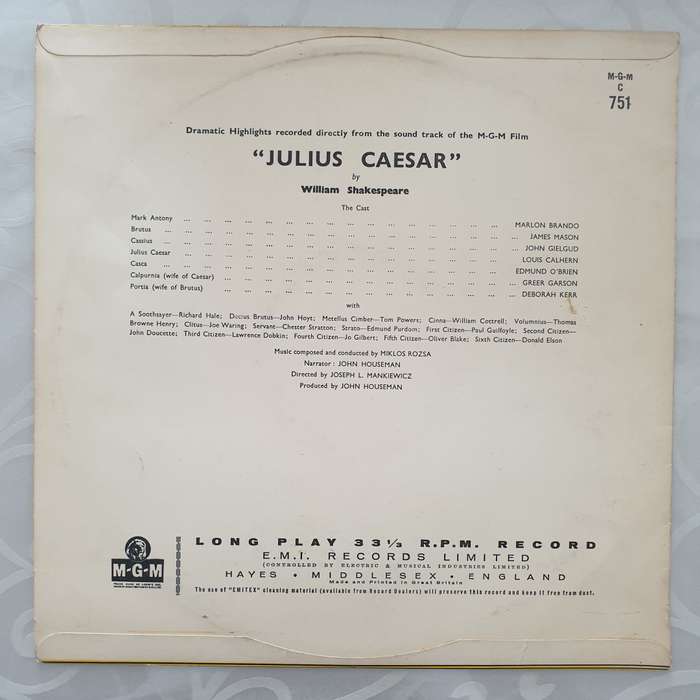 M-G-M
C
751
Dramatic Highlights recorded directly from the sound track of the M-G-M Film
"JULIUS CAESAR"
by
William Shakespeare
The Cast
Mark Antony ... ... ... ... ... ... ... ... ... ... ... ... ... ... ... MARLON BRANDO
Brutus ... ... ... ... ... ... ... ... ... ... ... ... ... ... ... ... ... JAMES MASON
Cassius ... ... ... ... ... ... ... ... ... ... ... ... ... ... ... ... ... JOHN GIELGUD
Julius Caesar ... ... ... ... ... ... ... ... ... ... ... ... ... ... ... LOUIS CALHERN
Casca ... ... ... ... ... ... ... ... ... ... ... ... ... ... ... ... ... EDMUND O'BRIEN
Calpurnia (wife of Caesar) ... ... ... ... ... ... ... ... ... ... ... ... ... ... ... GREER GARSON
Portia (wife of Brutus) ... ... ... ... ... ... ... ... ... ... ... ... ... ... ... DEBORAH KERR
with
A Soothsayer—Richard Hale; Decius Brutus—John Hoyt; Metellus Cimber—Tom Powers; Cinna—William Cottrell; Volumnius—Thomas
Browne Henry; Clitus—Joe Waring; Servant—Chester Stratton; Strato—Edmund Purdom; First Citizen—Paul Guilfoyle; Second Citizen—
John Doucette; Third Citizen—Lawrence Dobkin; Fourth Citizen—Jo Gilbert; Fifth Citizen—Oliver Blake; Sixth Citizen—Donald Elson
Music composed and conducted by MIKLOS ROZSA
Narrator : JOHN HOUSEMAN
Directed by JOSEPH L. MANKIEWICZ
Produced by JOHN HOUSEMAN
M-G-M
LONG PLAY 33⅓ R.P.M. RECORD
E.M.I. RECORDS LIMITED
(CONTROLLED BY ELECTRIC & MUSICAL INDUSTRIES LIMITED)
HAYES • MIDDLESEX • ENGLAND
Made and Printed in Great Britain
The use of "EMITEX" cleaning material (available from Record Dealers) will preserve this record and keep it free from dust.